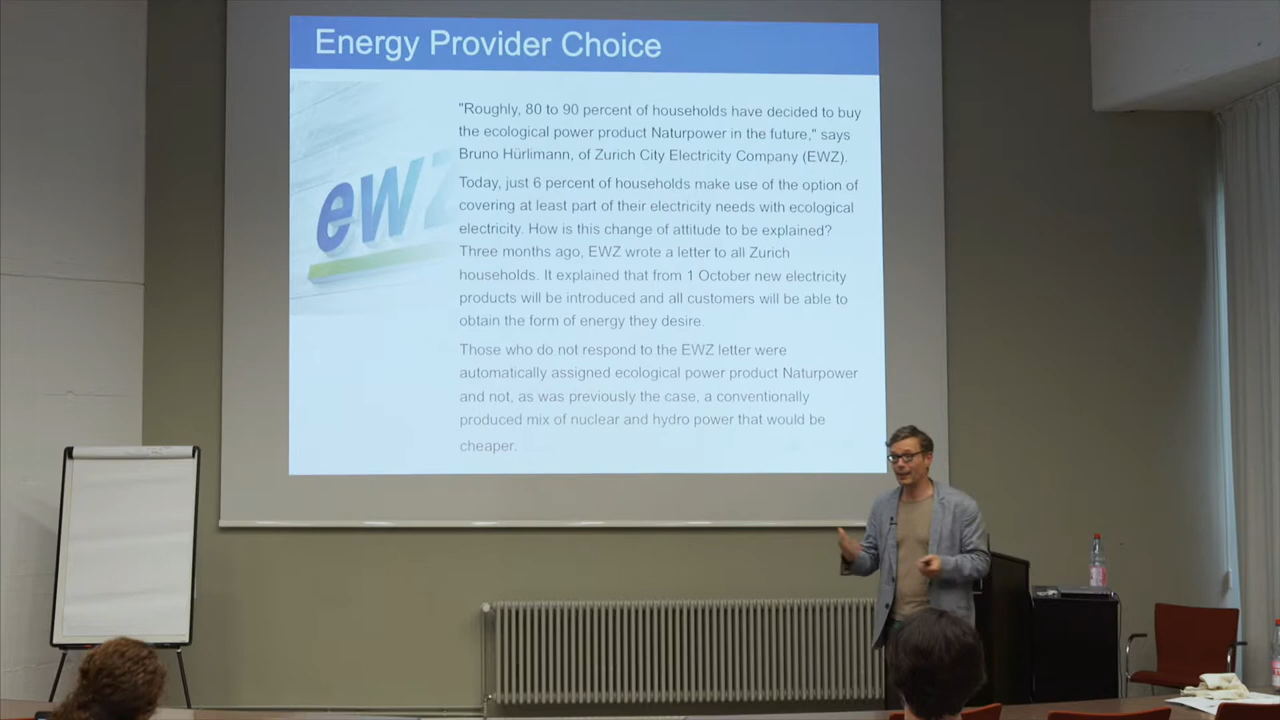 Energy Provider Choice
"Roughly, 80 to 90 percent of households have decided to buy
the ecological power product Naturpower in the future," says
Bruno Hürlimann, of Zurich City Electricity Company (EWZ).
Today, just 6 percent of households make use of the option of
covering at least part of their electricity needs with ecological
electricity. How is this change of attitude to be explained?
Three months ago, EWZ wrote a letter to all Zurich
households. It explained that from 1 October new electricity
products will be introduced and all customers will be able to
obtain the form of energy they desire.
Those who do not respond to the EWZ letter were
automatically assigned ecological power product Naturpower
and not, as was previously the case, a conventionally
produced mix of nuclear and hydro power that would be
cheaper.
ewz